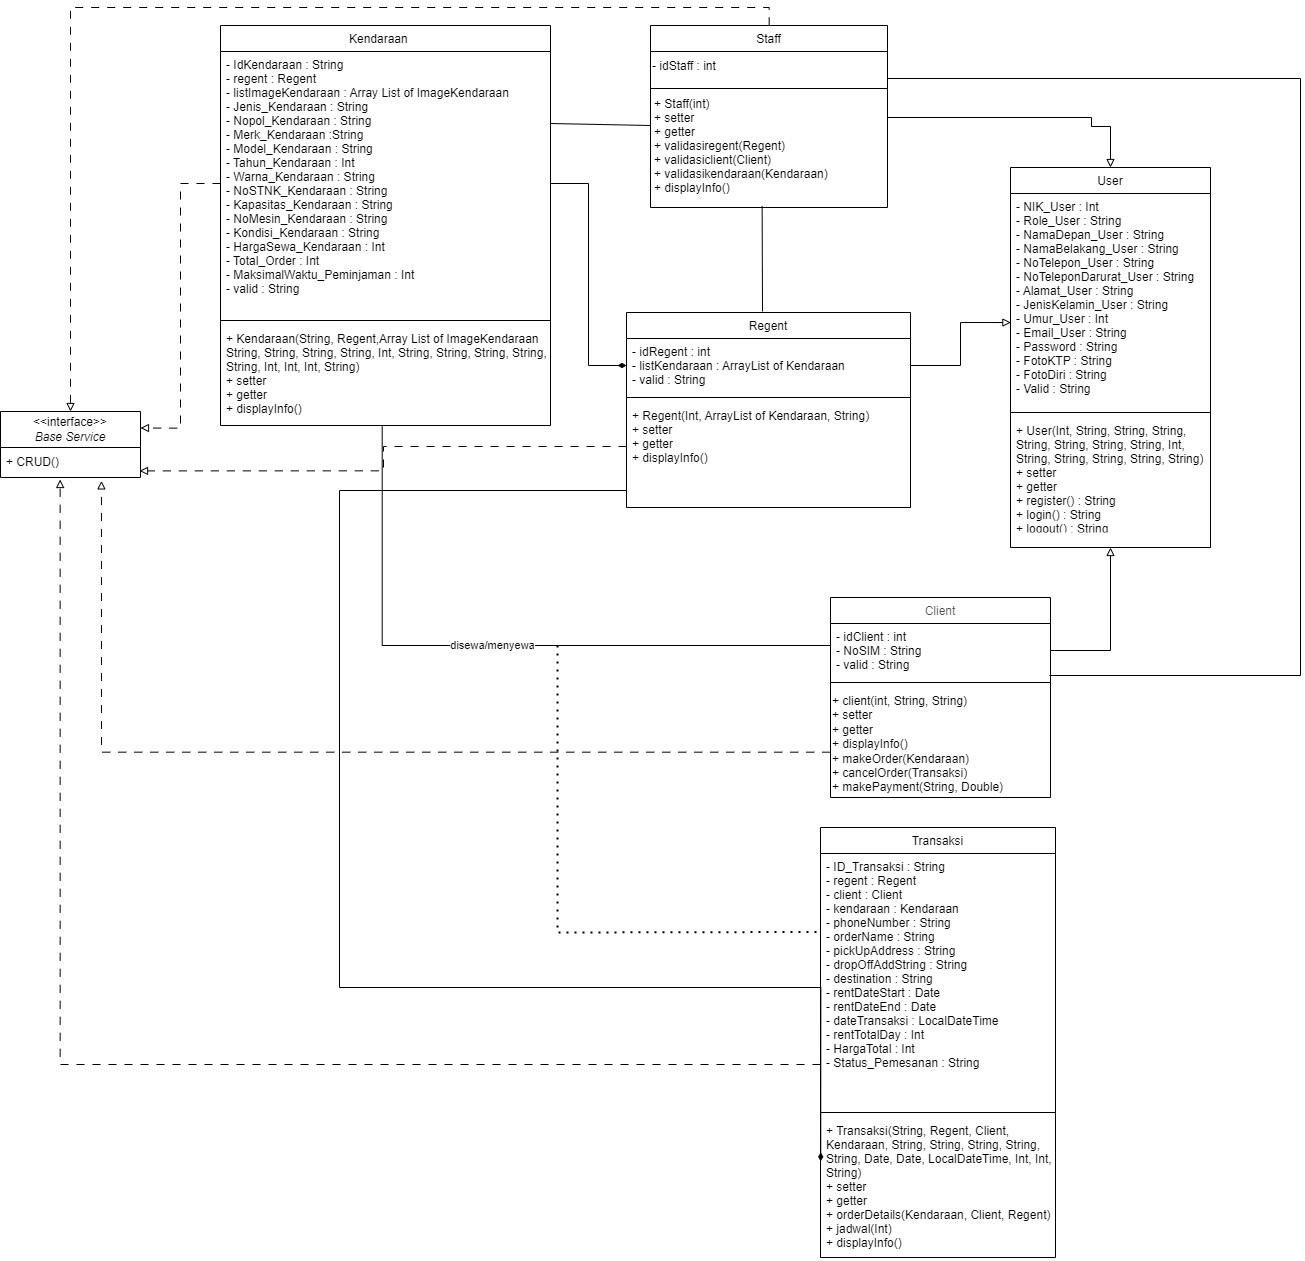 Kendaraan
- IdKendaraan : String
- regent : Regent
- listImageKendaraan : Array List of ImageKendaraan
- Jenis_Kendaraan : String
- Nopol_Kendaraan : String
- Merk_Kendaraan :String
- Model_Kendaraan : String
- Tahun_Kendaraan : Int
- Warna_Kendaraan : String
- NoSTNK_Kendaraan : String
- Kapasitas_Kendaraan : String
- NoMesin_Kendaraan : String
- Kondisi_Kendaraan : String
- HargaSewa_Kendaraan : Int
- Total_Order : Int
- MaksimalWaktu_Peminjaman : Int
- valid : String
+ Kendaraan(String, Regent,Array List of ImageKendaraan
String, String, String, String, Int, String, String, String, String,
String, Int, Int, Int, String)
+ setter
+ getter
+ displayInfo()
Staff
- idStaff : int
+ Staff(int)
+ setter
+ getter
+ validasiregent(Regent)
+ validasiclient(Client)
+ validasikendaraan(Kendaraan)
+ displayInfo()
User
- NIK_User : Int
- Role_User : String
- NamaDepan_User : String
- NamaBelakang_User : String
- NoTelepon_User : String
- NoTeleponDarurat_User : String
- Alamat_User : String
- JenisKelamin_User : String
- Umur_User : Int
- Email_User : String
- Password : String
- FotoKTP : String
- FotoDiri : String
- Valid : String
+ User(Int, String, String, String,
String, String, String, String, Int,
String, String, String, String, String)
+ setter
+ getter
+ register() : String
+ login() : String
+ logout() : String
Regent
- idRegent : int
- listKendaraan : ArrayList of Kendaraan
- valid : String
+ Regent(Int, ArrayList of Kendaraan, String)
+ setter
+ getter
+ displayInfo()
<<interface>>
Base Service
+ CRUD()
disewa/menyewa
Client
- idClient : int
- NoSIM : String
- valid : String
+ client(int, String, String)
+ setter
+ getter
+ displayInfo()
+ makeOrder(Kendaraan)
+ cancelOrder(Transaksi)
+ makePayment(String, Double)
Transaksi
- ID_Transaksi : String
- regent : Regent
- client : Client
- kendaraan : Kendaraan
- phoneNumber : String
- orderName : String
- pickUpAddress : String
- dropOffAddString : String
- destination : String
- rentDateStart : Date
- rentDateEnd : Date
- dateTransaksi : LocalDateTime
- rentTotalDay : Int
- HargaTotal : Int
- Status_Pemesanan : String
+ Transaksi(String, Regent, Client,
Kendaraan, String, String, String, String,
String, Date, Date, LocalDateTime, Int, Int,
String)
+ setter
+ getter
+ orderDetails(Kendaraan, Client, Regent)
+ jadwal(Int)
+ displayInfo()